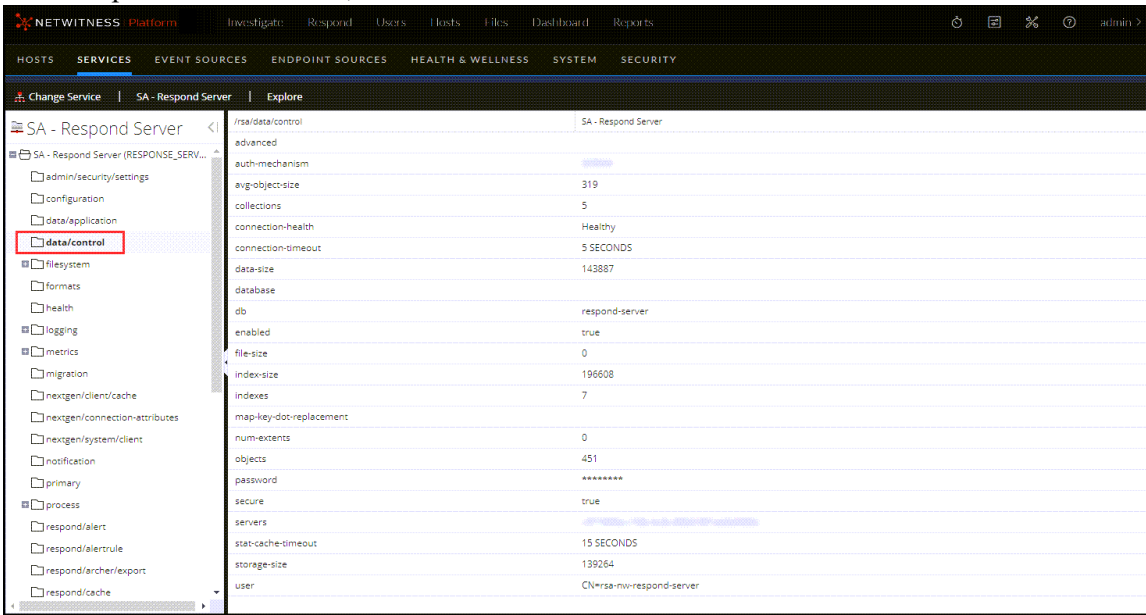 NETWITNESS Platform Investigate Respond Users Hosts Files Dashboard Reports admin >
HOSTS SERVICES EVENT SOURCES ENDPOINT SOURCES HEALTH & WELLNESS SYSTEM SECURITY
Change Service | SA - Respond Server | Explore
SA - Respond Server
SA - Respond Server (RESPONSE_SERV...
admin/security/settings
configuration
data/application
data/control
filesystem
formats
health
logging
metrics
migration
nextgen/client/cache
nextgen/connection-attributes
nextgen/system/client
notification
primary
process
respond/alert
respond/alertrule
respond/archer/export
respond/cache
/rsa/data/control SA - Respond Server
advanced
auth-mechanism
avg-object-size 319
collections 5
connection-health Healthy
connection-timeout 5 SECONDS
data-size 143887
database
db respond-server
enabled true
file-size 0
index-size 196608
indexes 7
map-key-dot-replacement
num-extents 0
objects 451
password ********
secure true
servers
stat-cache-timeout 15 SECONDS
storage-size 139264
user CN=rsa-nw-respond-server